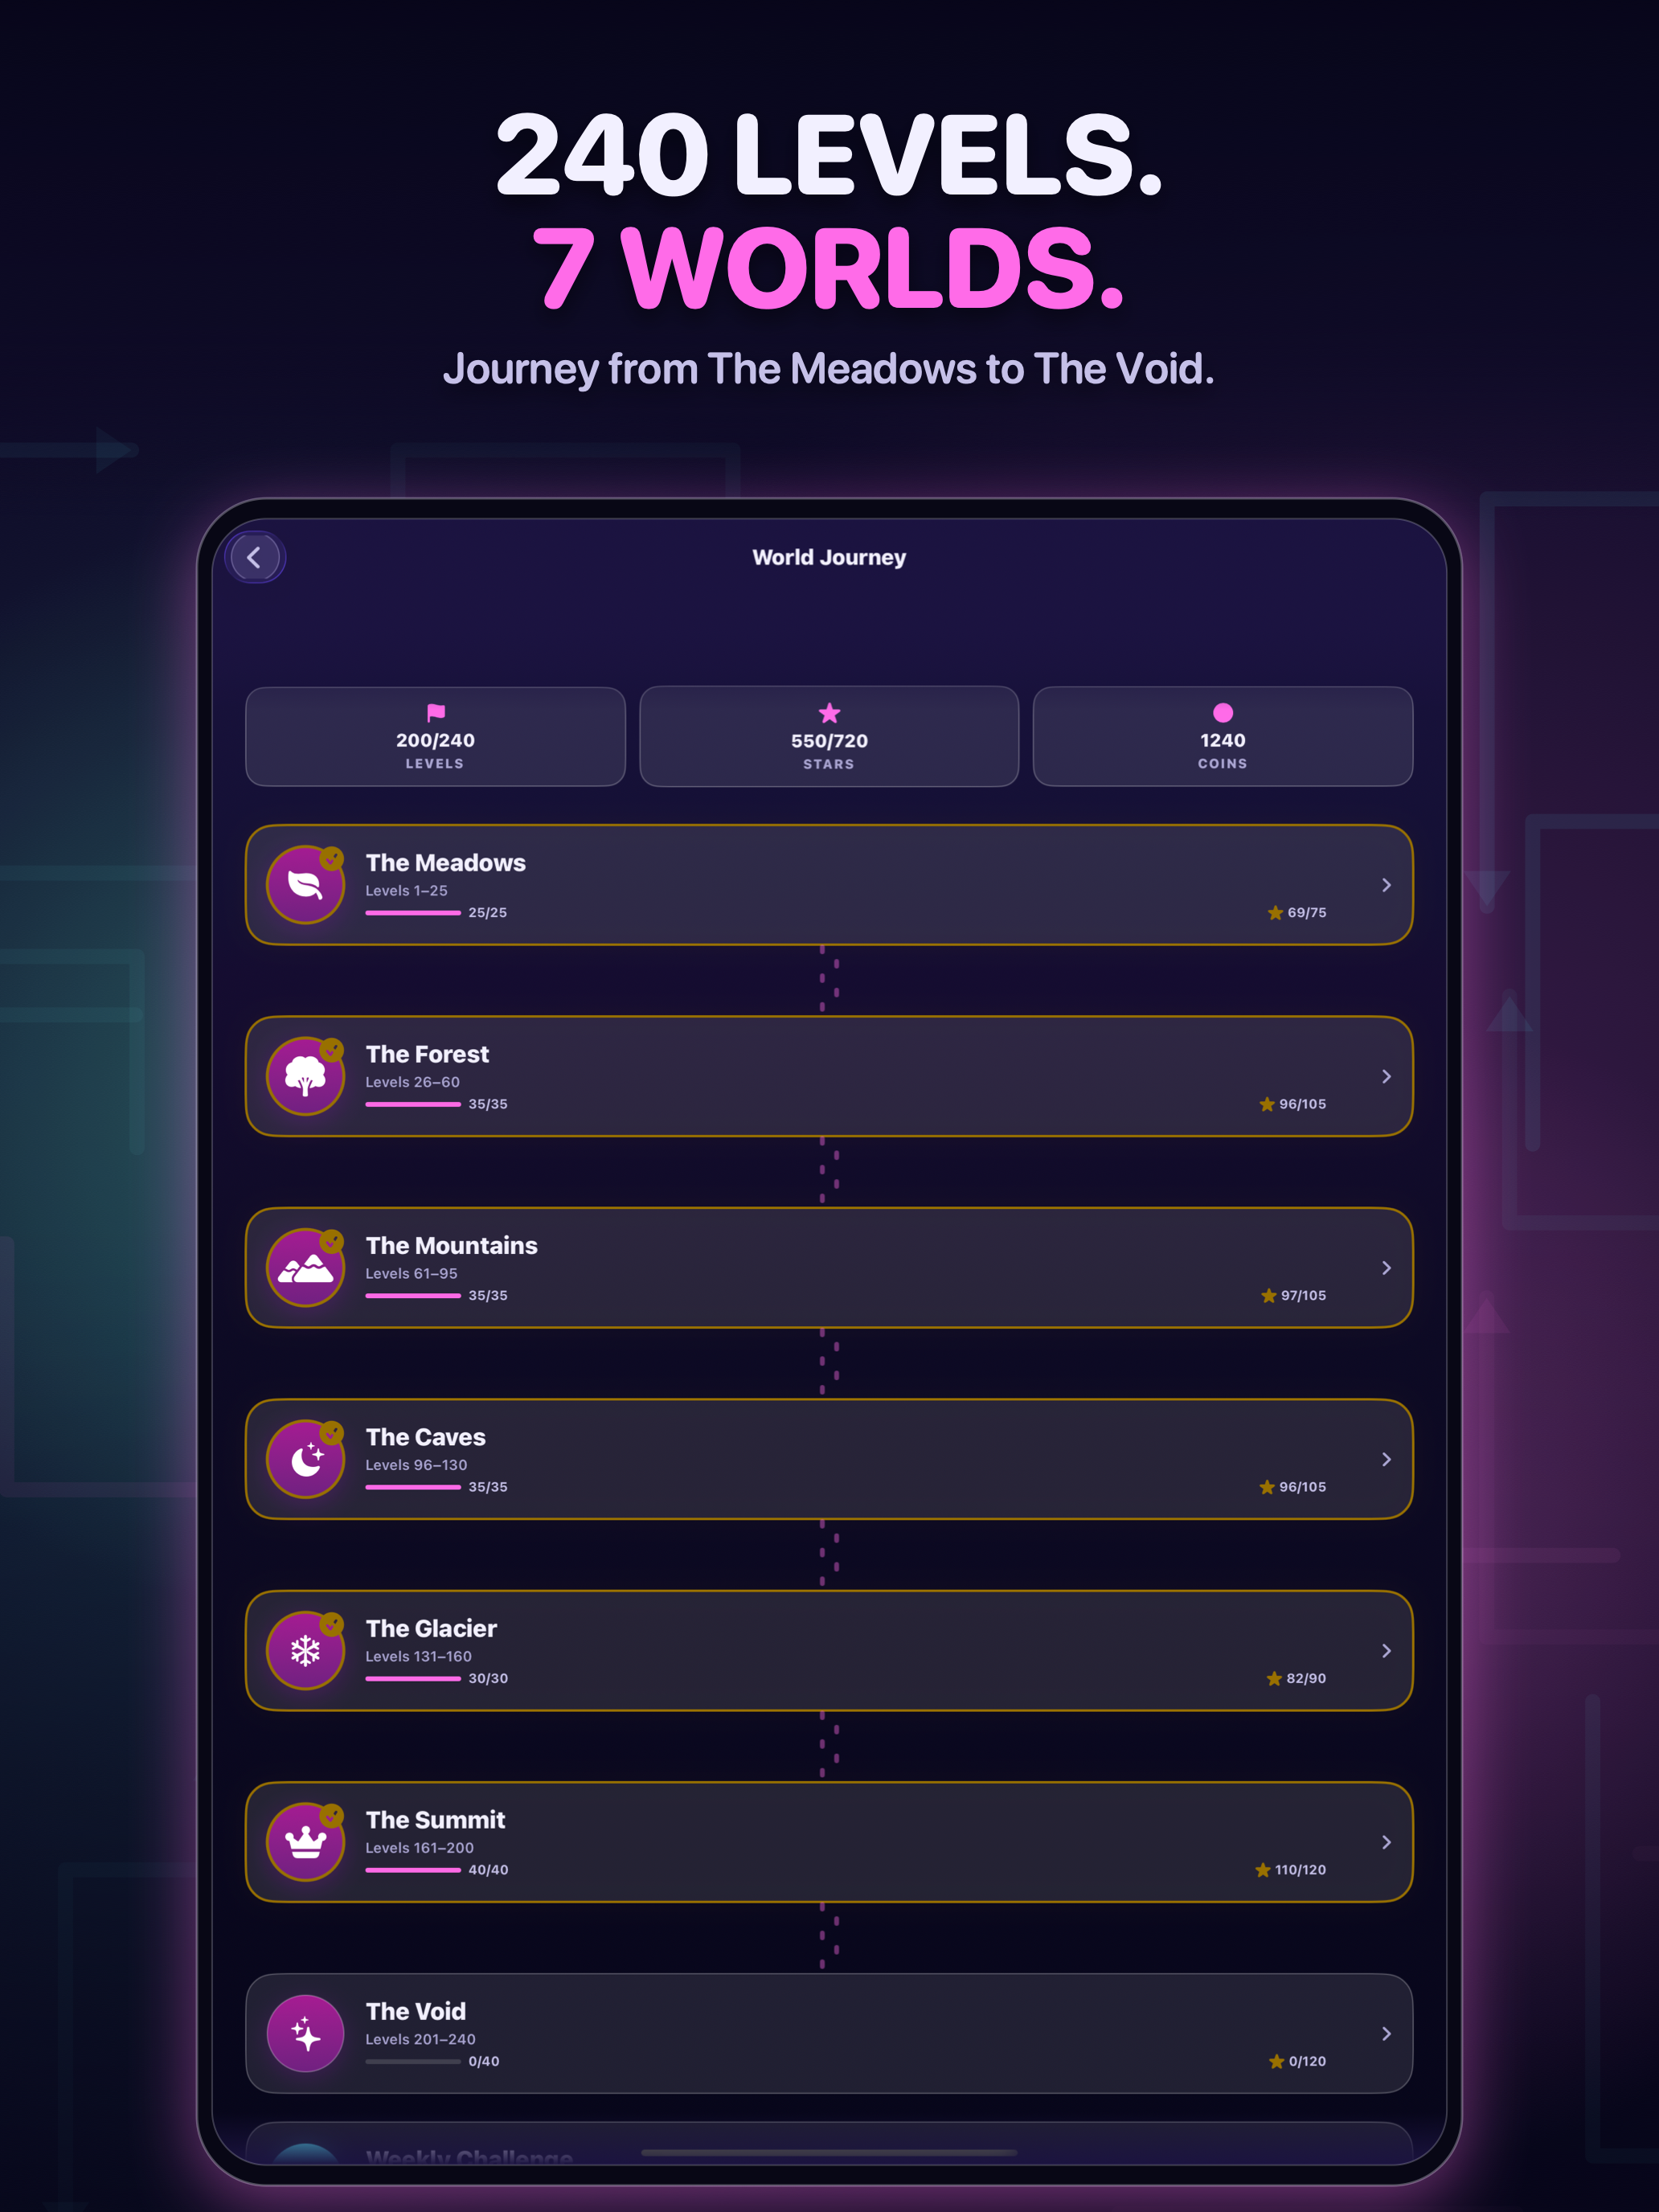 240 LEVELS.
7 WORLDS.
Journey from The Meadows to The Void.
World Journey
200/240
LEVELS
550/720
STARS
1240
COINS
The Meadows
Levels 1–25
25/25
69/75
The Forest
Levels 26–60
35/35
96/105
The Mountains
Levels 61–95
35/35
97/105
The Caves
Levels 96–130
35/35
96/105
The Glacier
Levels 131–160
30/30
82/90
The Summit
Levels 161–200
40/40
110/120
The Void
Levels 201–240
0/40
0/120
Weekly Challenge